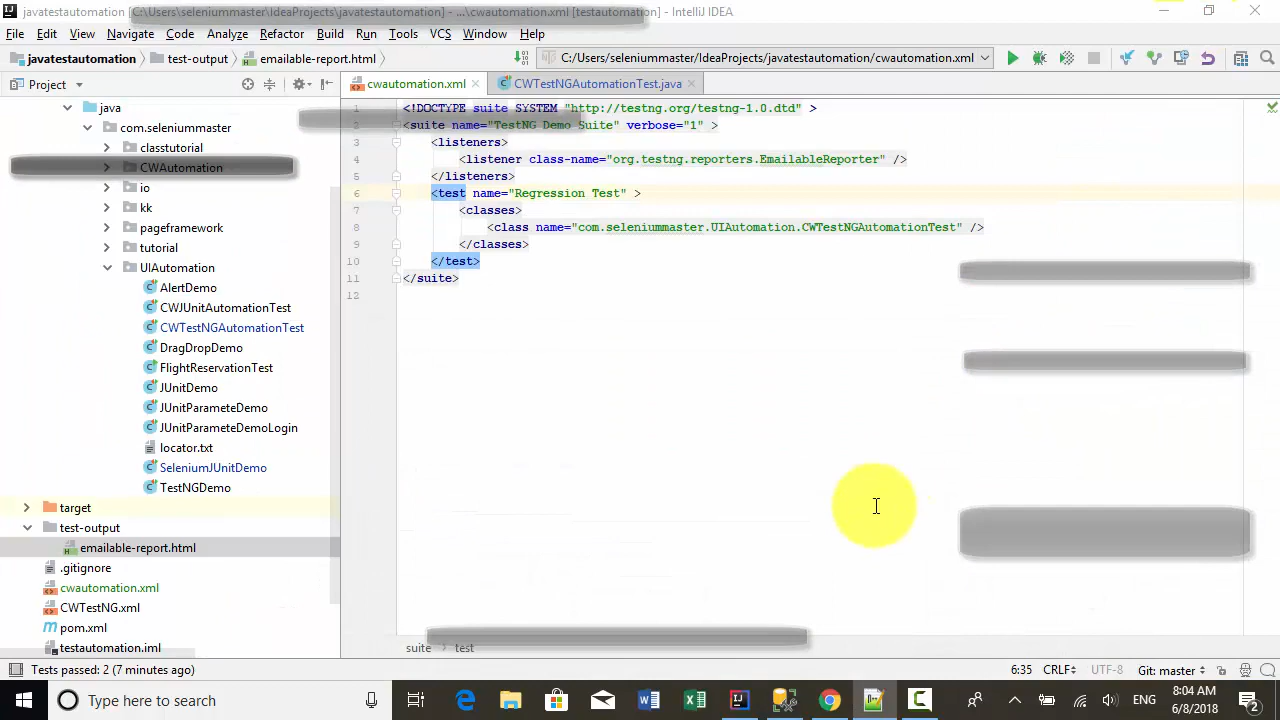 javatestautomation [C:\Users\seleniummaster\IdeaProjects\javatestautomation] - ...\cwautomation.xml [testautomation] - IntelliJ IDEA
File Edit View Navigate Code Analyze Refactor Build Run Tools VCS Window Help
javatestautomation test-output emailable-report.html C:/Users/seleniummaster/IdeaProjects/javatestautomation/cwautomation.xml
Project cwautomation.xml CWTestNGAutomationTest.java
java
com.seleniummaster
classtutorial
CWAutomation
io
kk
pageframework
tutorial
UIAutomation
AlertDemo
CWJUnitAutomationTest
CWTestNGAutomationTest
DragDropDemo
FlightReservationTest
JUnitDemo
JUnitParameteDemo
JUnitParameteDemoLogin
locator.txt
SeleniumJUnitDemo
TestNGDemo
target
test-output
emailable-report.html
.gitignore
cwautomation.xml
CWTestNG.xml
pom.xml
testautomation.iml
1 <!DOCTYPE suite SYSTEM "http://testng.org/testng-1.0.dtd" >
2 <suite name="TestNG Demo Suite" verbose="1" >
3 <listeners>
4 <listener class-name="org.testng.reporters.EmailableReporter" />
5 </listeners>
6 <test name="Regression Test" >
7 <classes>
8 <class name="com.seleniummaster.UIAutomation.CWTestNGAutomationTest" />
9 </classes>
10 </test>
11 </suite>
12
suite test
Tests passed: 2 (7 minutes ago) 6:35 CRLF UTF-8 Git: master
Type here to search ENG 8:04 AM
6/8/2018 2